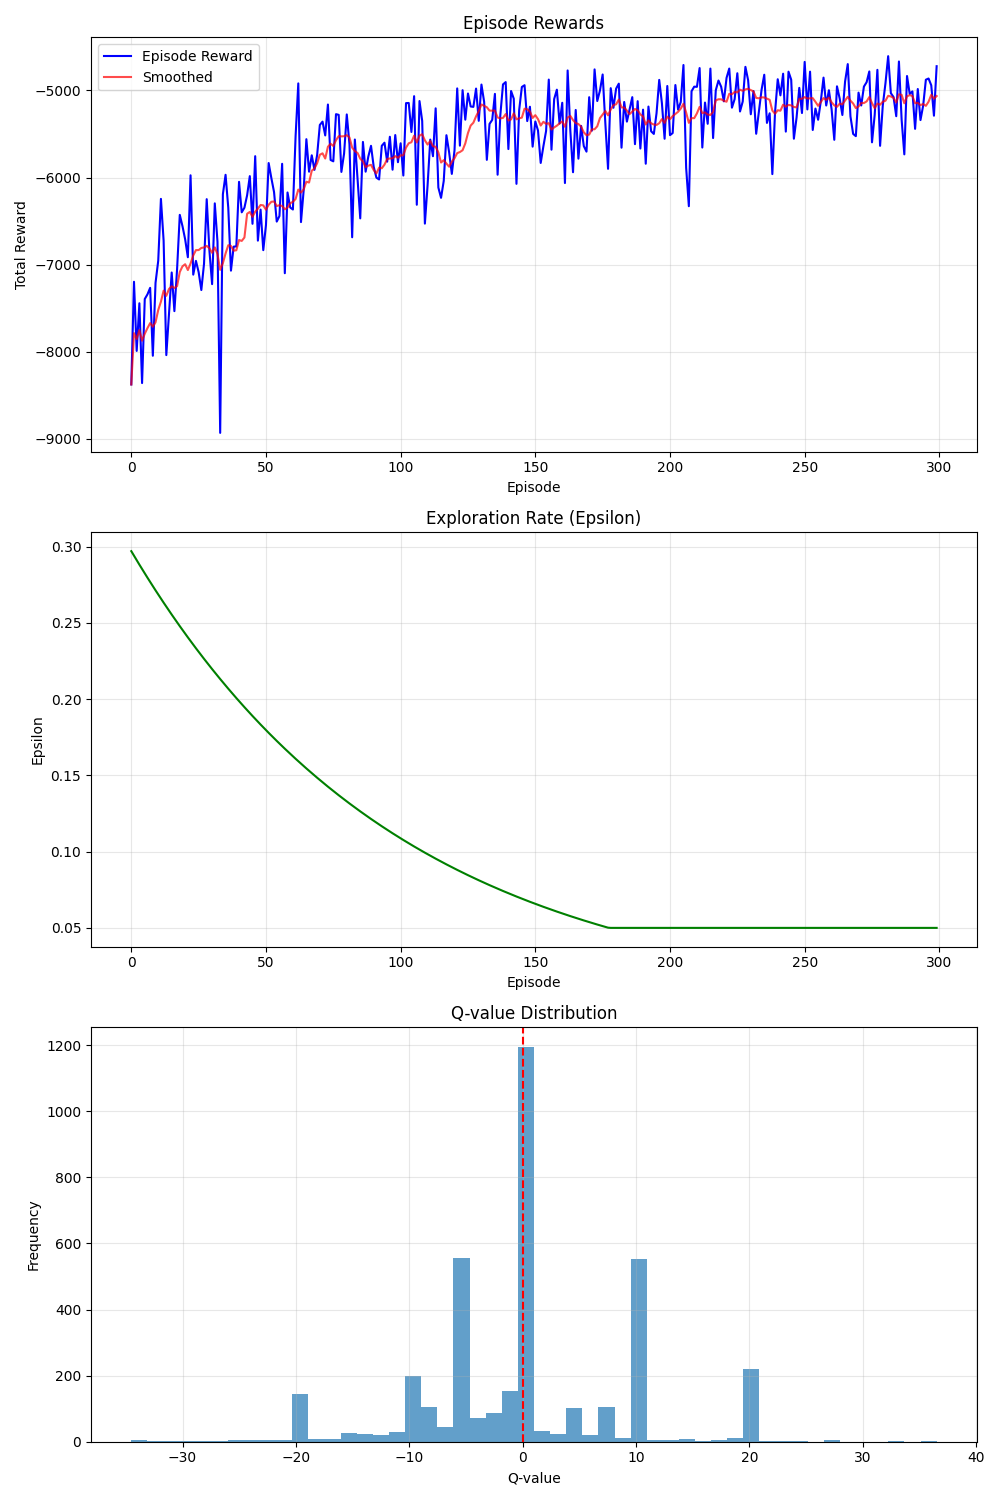 Episode Rewards
Episode Reward
Smoothed
−5000
−6000
−7000
−8000
−9000
Total Reward
0 50 100 150 200 250 300
Episode
Exploration Rate (Epsilon)
0.30
0.25
0.20
0.15
0.10
0.05
Epsilon
0 50 100 150 200 250 300
Episode
Q-value Distribution
1200
1000
800
600
400
200
0
Frequency
−30 −20 −10 0 10 20 30 40
Q-value